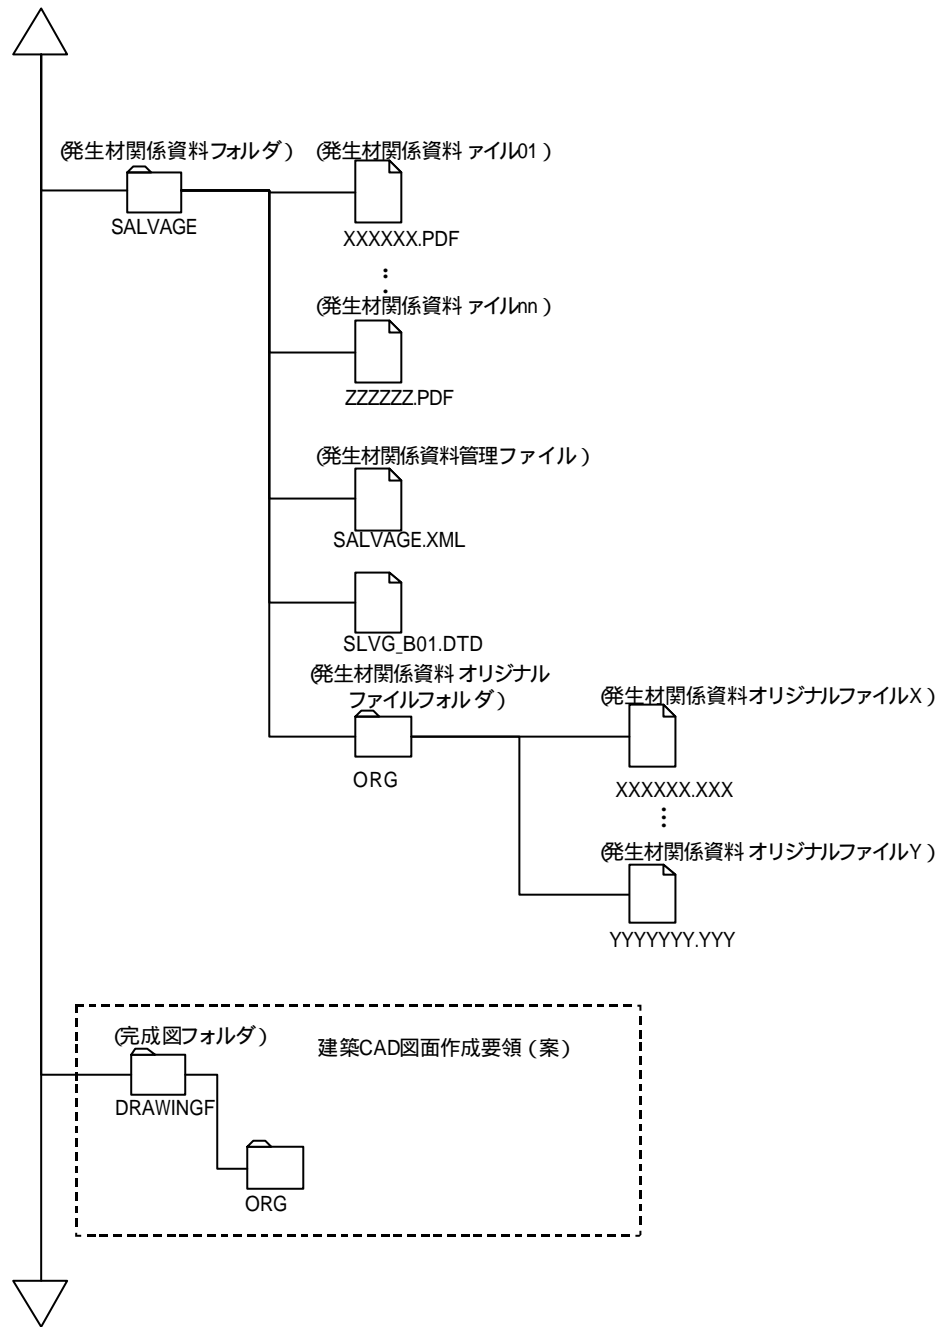 (発生材関係資料フォルダ)
SALVAGE
(発生材関係資料 ァイル01)
XXXXXX.PDF
(発生材関係資料 ァイルnn)
ZZZZZZ.PDF
(発生材関係資料管理ファイル)
SALVAGE.XML
SLVG_B01.DTD
(発生材関係資料 オリジナル
ファイルフォルダ)
ORG
(発生材関係資料オリジナルファイルX)
XXXXXX.XXX
(発生材関係資料 オリジナルファイルY)
YYYYYYY.YYY
(完成図フォルダ)
DRAWINGF
建築CAD図面作成要領(案)
ORG